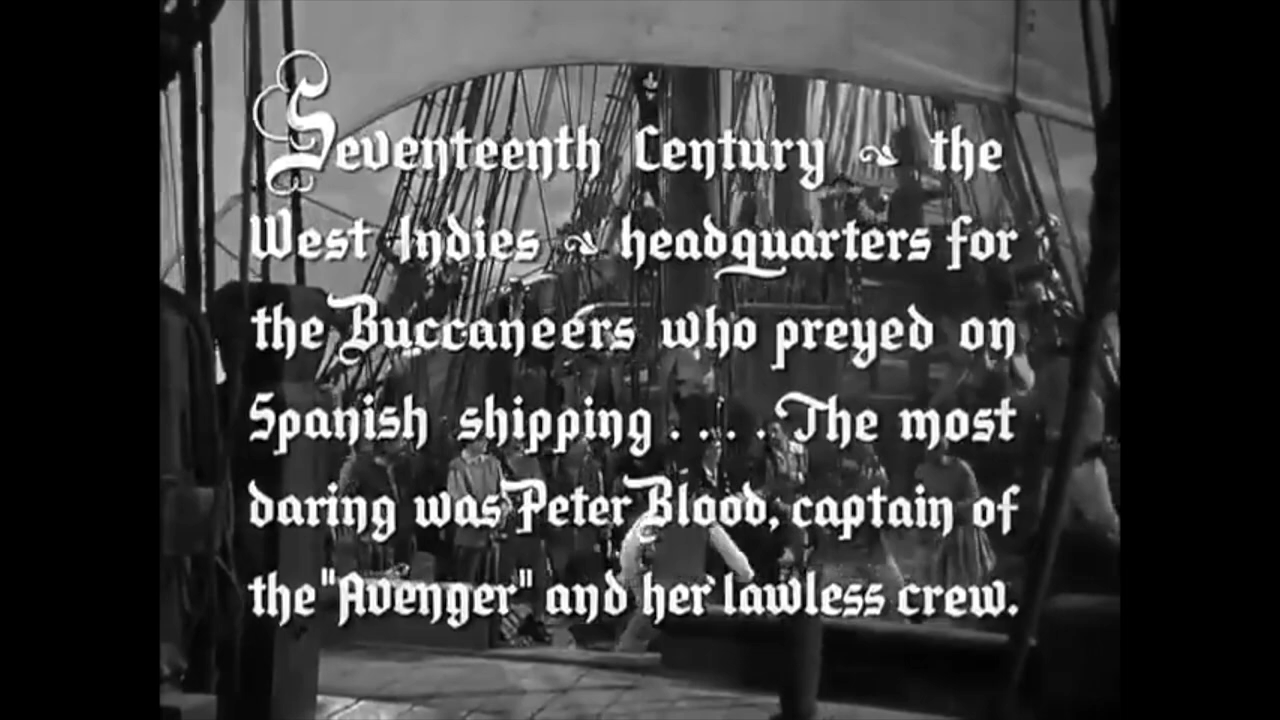 Seventeenth Century ~ the
West Indies ~ headquarters for
the Buccaneers who preyed on
Spanish shipping . . . . The most
daring was Peter Blood, captain of
the "Avenger" and her lawless crew.